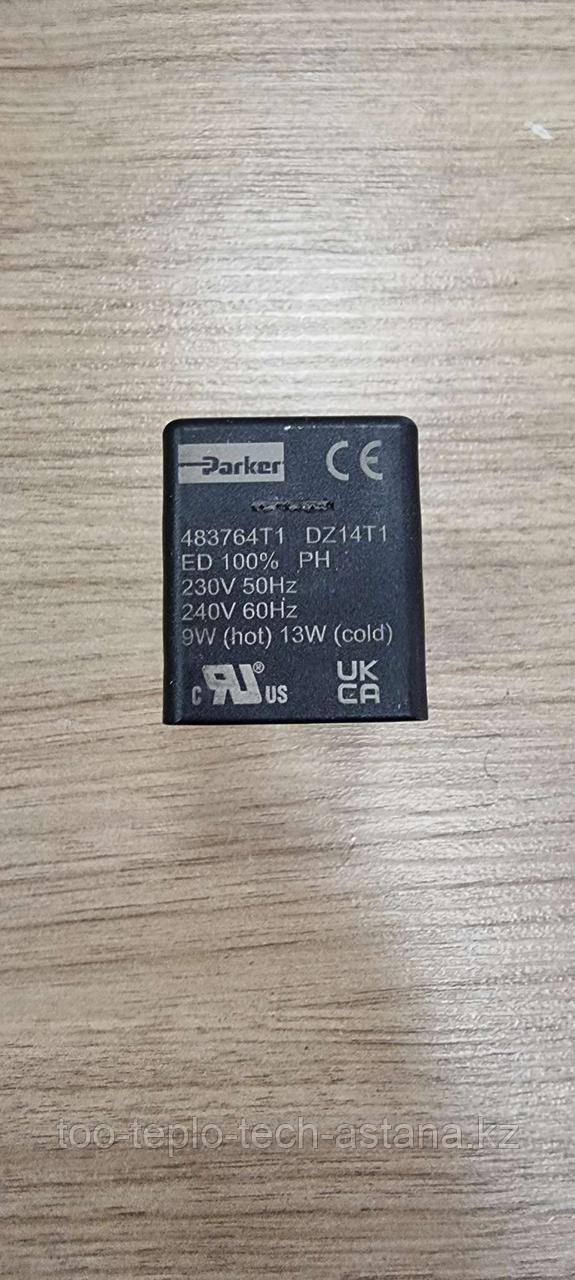 Parker CE
483764T1 DZ14T1
ED 100% PH
230V 50Hz
240V 60Hz
9W (hot) 13W (cold)
C RU® US UK
CA
too-teplo-tech-astana.kz